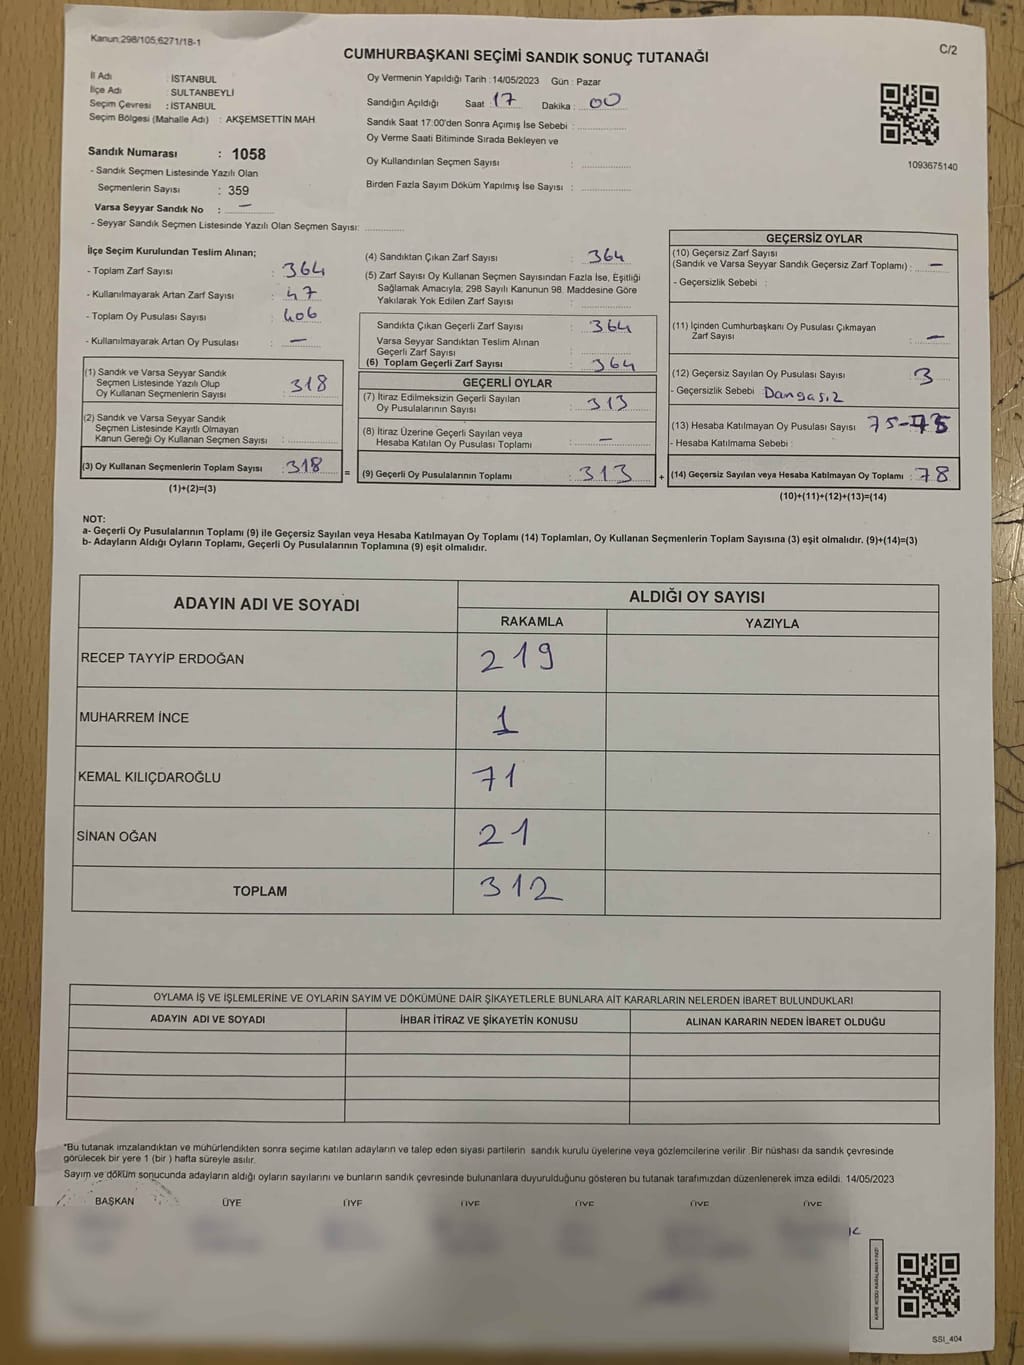 Kanun:298/105;6271/18-1
C/2
CUMHURBAŞKANI SEÇİMİ SANDIK SONUÇ TUTANAĞI
İl Adı : İSTANBUL
İlçe Adı : SULTANBEYLİ
Seçim Çevresi : İSTANBUL
Seçim Bölgesi (Mahalle Adı) : AKŞEMSETTİN MAH.
Sandık Numarası : 1058
- Sandık Seçmen Listesinde Yazılı Olan
Seçmenlerin Sayısı : 359
Varsa Seyyar Sandık No : –
- Seyyar Sandık Seçmen Listesinde Yazılı Olan Seçmen Sayısı:
Oy Vermenin Yapıldığı Tarih :14/05/2023 Gün : Pazar
Sandığın Açıldığı Saat : 17 Dakika : 00
Sandık Saat 17:00'den Sonra Açımış İse Sebebi :
Oy Verme Saati Bitiminde Sırada Bekleyen ve
Oy Kullandırılan Seçmen Sayısı :
Birden Fazla Sayım Döküm Yapılmış İse Sayısı :
1093675140
İlçe Seçim Kurulundan Teslim Alınan;
- Toplam Zarf Sayısı : 364
- Kullanılmayarak Artan Zarf Sayısı : 47
- Toplam Oy Pusulası Sayısı : 406
- Kullanılmayarak Artan Oy Pusulası : –
(1) Sandık ve Varsa Seyyar Sandık
Seçmen Listesinde Yazılı Olup
Oy Kullanan Seçmenlerin Sayısı : 318
(2) Sandık ve Varsa Seyyar Sandık
Seçmen Listesinde Kayıtlı Olmayan
Kanun Gereği Oy Kullanan Seçmen Sayısı :
(3) Oy Kullanan Seçmenlerin Toplam Sayısı : 318
(1)+(2)=(3)
=
(4) Sandıktan Çıkan Zarf Sayısı : 364
(5) Zarf Sayısı Oy Kullanan Seçmen Sayısından Fazla İse, Eşitliği
Sağlamak Amacıyla; 298 Sayılı Kanunun 98. Maddesine Göre
Yakılarak Yok Edilen Zarf Sayısı :
Sandıkta Çıkan Geçerli Zarf Sayısı : 364
Varsa Seyyar Sandıktan Teslim Alınan
Geçerli Zarf Sayısı :
(6) Toplam Geçerli Zarf Sayısı : 364
GEÇERLİ OYLAR
(7) İtiraz Edilmeksizin Geçerli Sayılan
Oy Pusulalarının Sayısı : 313
(8) İtiraz Üzerine Geçerli Sayılan veya
Hesaba Katılan Oy Pusulası Toplamı : –
(9) Geçerli Oy Pusulalarının Toplamı : 313
+
GEÇERSİZ OYLAR
(10) Geçersiz Zarf Sayısı
(Sandık ve Varsa Seyyar Sandık Geçersiz Zarf Toplamı) : –
- Geçersizlik Sebebi :
(11) İçinden Cumhurbaşkanı Oy Pusulası Çıkmayan
Zarf Sayısı : –
(12) Geçersiz Sayılan Oy Pusulası Sayısı : 3
- Geçersizlik Sebebi : Dangasız
(13) Hesaba Katılmayan Oy Pusulası Sayısı : 75-
- Hesaba Katılmama Sebebi :
(14) Geçersiz Sayılan veya Hesaba Katılmayan Oy Toplamı : 78
(10)+(11)+(12)+(13)=(14)
NOT:
a- Geçerli Oy Pusulalarının Toplamı (9) ile Geçersiz Sayılan veya Hesaba Katılmayan Oy Toplamı (14) Toplamları, Oy Kullanan Seçmenlerin Toplam Sayısına (3) eşit olmalıdır. (9)+(14)=(3)
b- Adayların Aldığı Oyların Toplamı, Geçerli Oy Pusulalarının Toplamına (9) eşit olmalıdır.
ADAYIN ADI VE SOYADI
ALDIĞI OY SAYISI
RAKAMLA YAZIYLA
RECEP TAYYİP ERDOĞAN 219
MUHARREM İNCE 1
KEMAL KILIÇDAROĞLU 71
SİNAN OĞAN 21
TOPLAM 312
OYLAMA İŞ VE İŞLEMLERİNE VE OYLARIN SAYIM VE DÖKÜMÜNE DAİR ŞİKAYETLERLE BUNLARA AİT KARARLARIN NELERDEN İBARET BULUNDUKLARI
ADAYIN ADI VE SOYADI İHBAR İTİRAZ VE ŞİKAYETİN KONUSU ALINAN KARARIN NEDEN İBARET OLDUĞU
*Bu tutanak imzalandıktan ve mühürlendikten sonra seçime katılan adayların ve talep eden siyasi partilerin sandık kurulu üyelerine veya gözlemcilerine verilir .Bir nüshası da sandık çevresinde
görülecek bir yere 1 (bir ) hafta süreyle asılır.
Sayım ve döküm sonucunda adayların aldığı oyların sayılarını ve bunların sandık çevresinde bulunanlara duyurulduğunu gösteren bu tutanak tarafımızdan düzenlenerek imza edildi. 14/05/2023
BAŞKAN ÜYE ÜYE ÜYE ÜYE ÜYE ÜYE
KARE KODU KARALAMAYINIZ!
SSI_404